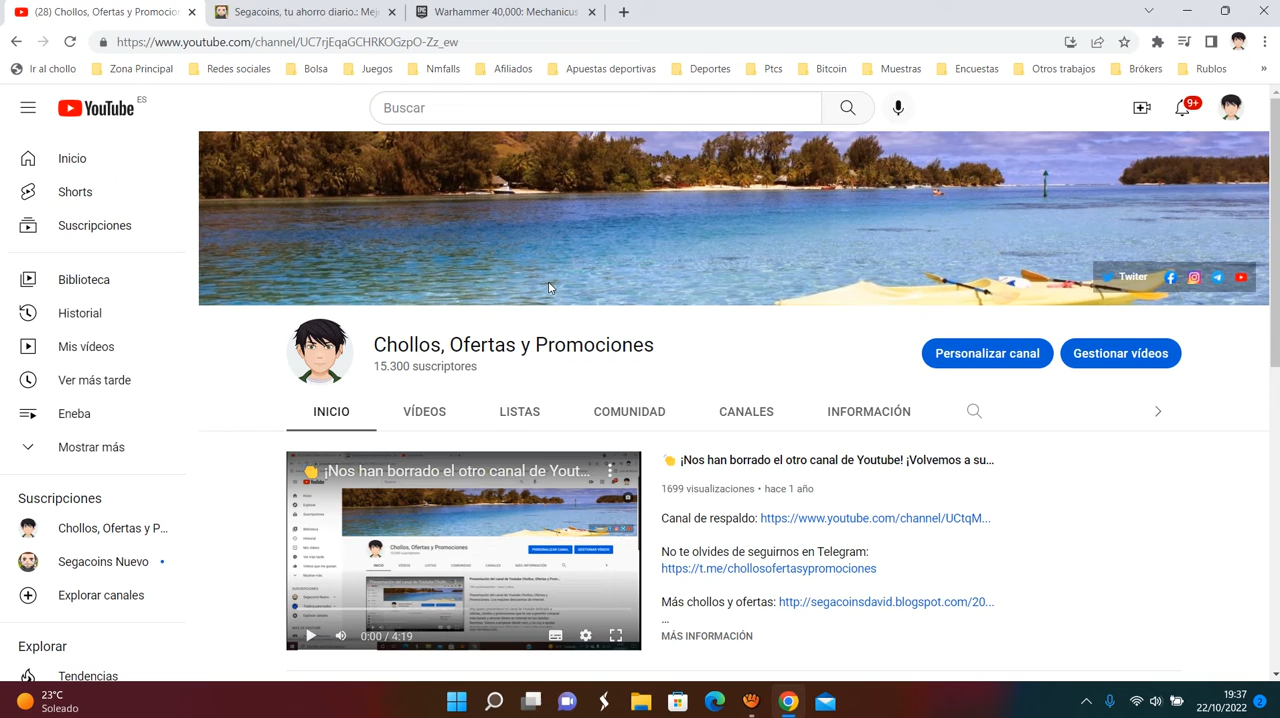 (28) Chollos, Ofertas y Promocion
Segacoins, tu ahorro diario.: Mej
Warhammer 40,000: Mechanicus
https://www.youtube.com/channel/UC7rjEqaGCHRKOGzpO-Zz_ew
Ir al chollo
Zona Principal
Redes sociales
Bolsa
Juegos
Nmfalls
Afiliados
Apuestas deportivas
Deportes
Ptcs
Bitcoin
Muestras
Encuestas
Otros trabajos
Brókers
Rublos
»
YouTube ES
Buscar
9+
Inicio
Shorts
Suscripciones
Biblioteca
Historial
Mis vídeos
Ver más tarde
Eneba
Mostrar más
Suscripciones
Chollos, Ofertas y P...
Segacoins Nuevo
Explorar canales
Explorar
Tendencias
Twiter
Chollos, Ofertas y Promociones
15.300 suscriptores
Personalizar canal
Gestionar vídeos
INICIO
VÍDEOS
LISTAS
COMUNIDAD
CANALES
INFORMACIÓN
¡Nos han borrado el otro canal de Yout...
Chollos, Ofertas y Promociones
0:00 / 4:19
¡Nos han borrado el otro canal de Youtube! ¡Volvemos a su...
1699 visualizaciones • hace 1 año
Canal de reguero: https://www.youtube.com/channel/UCtqM...
No te olvides de seguirnos en Telegram:
https://t.me/chollosofertasypromociones
Más chollos y ofertas: http://segacoinsdavid.blogspot.com/20...
...
MÁS INFORMACIÓN
23°C
Soleado
19:37
22/10/2022
2